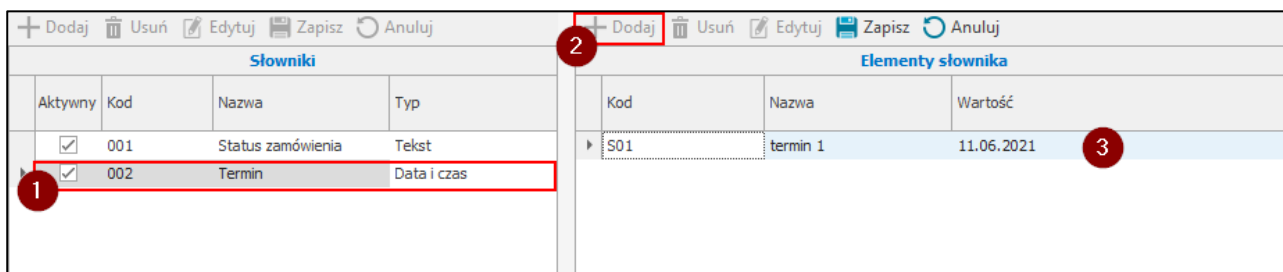 Dodaj Usuń Edytuj Zapisz Anuluj
Słowniki
Aktywny Kod Nazwa Typ
001 Status zamówienia Tekst
002 Termin Data i czas
1
2
Dodaj Usuń Edytuj Zapisz Anuluj
Elementy słownika
Kod Nazwa Wartość
S01 termin 1 11.06.2021
3